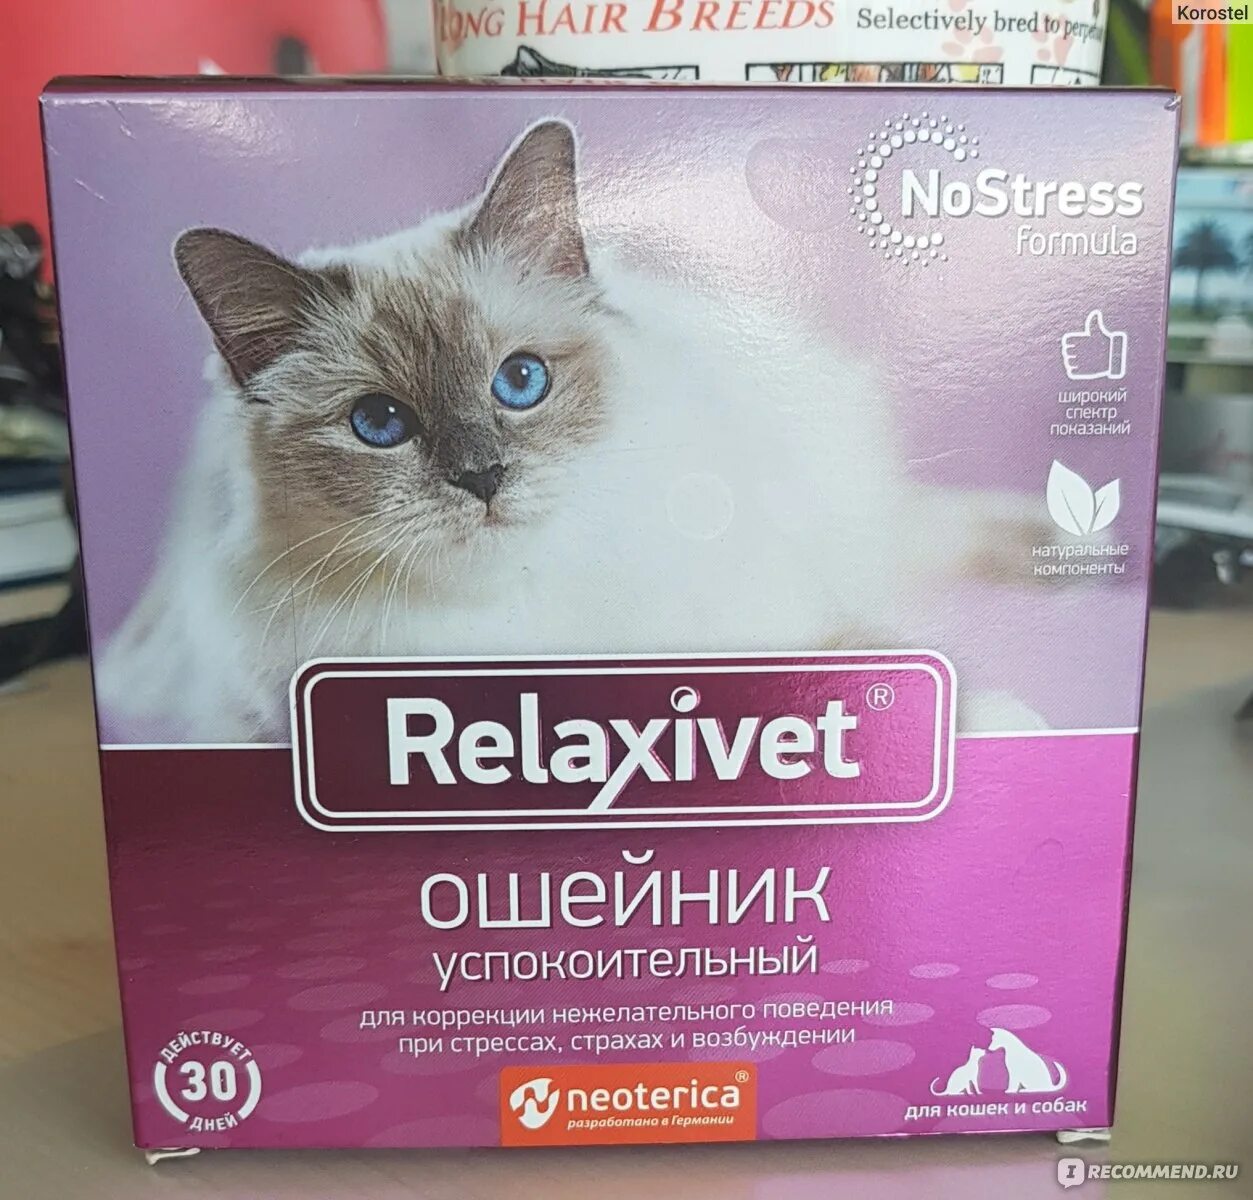 Korostel
LONG HAIR BREEDS
Selectively bred to
NoStress
formula
широкий
спектр
показаний
натуральные
компоненты
Relaxivet®
ошейник
успокоительный
для коррекции нежелательного поведения
при стрессах, страхах и возбуждении
ДЕЙСТВУЕТ
30
ДНЕЙ
neoterica®
разработано в Германии
для кошек и собак
IRECOMMEND.RU